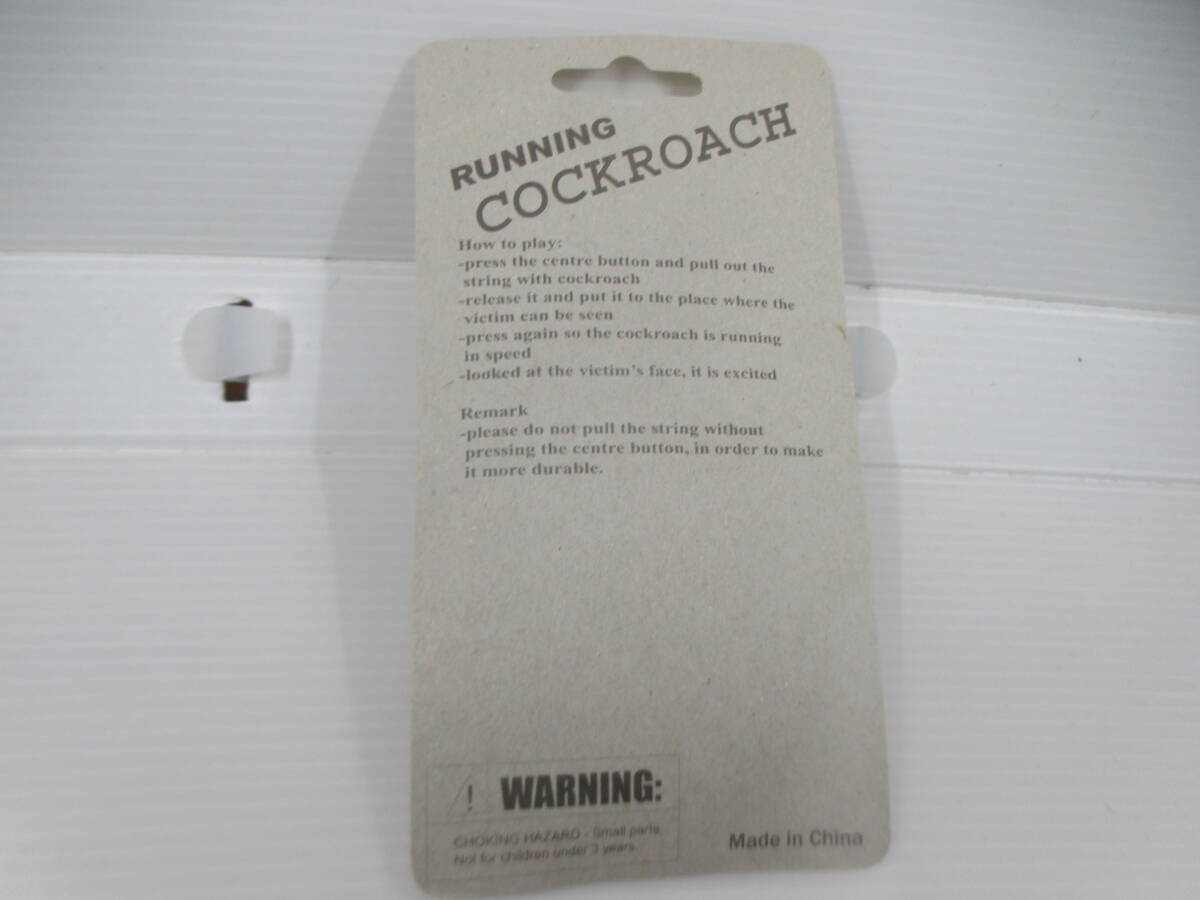 RUNNING
COCKROACH
How to play:
-press the centre button and pull out the
string with cockroach
-release it and put it to the place where the
victim can be seen
-press again so the cockroach is running
in speed
-looked at the victim's face, it is excited
Remark
-please do not pull the string without
pressing the centre button, in order to make
it more durable.
WARNING:
CHOKING HAZARD - Small parts.
Not for children under 3 years.
Made in China